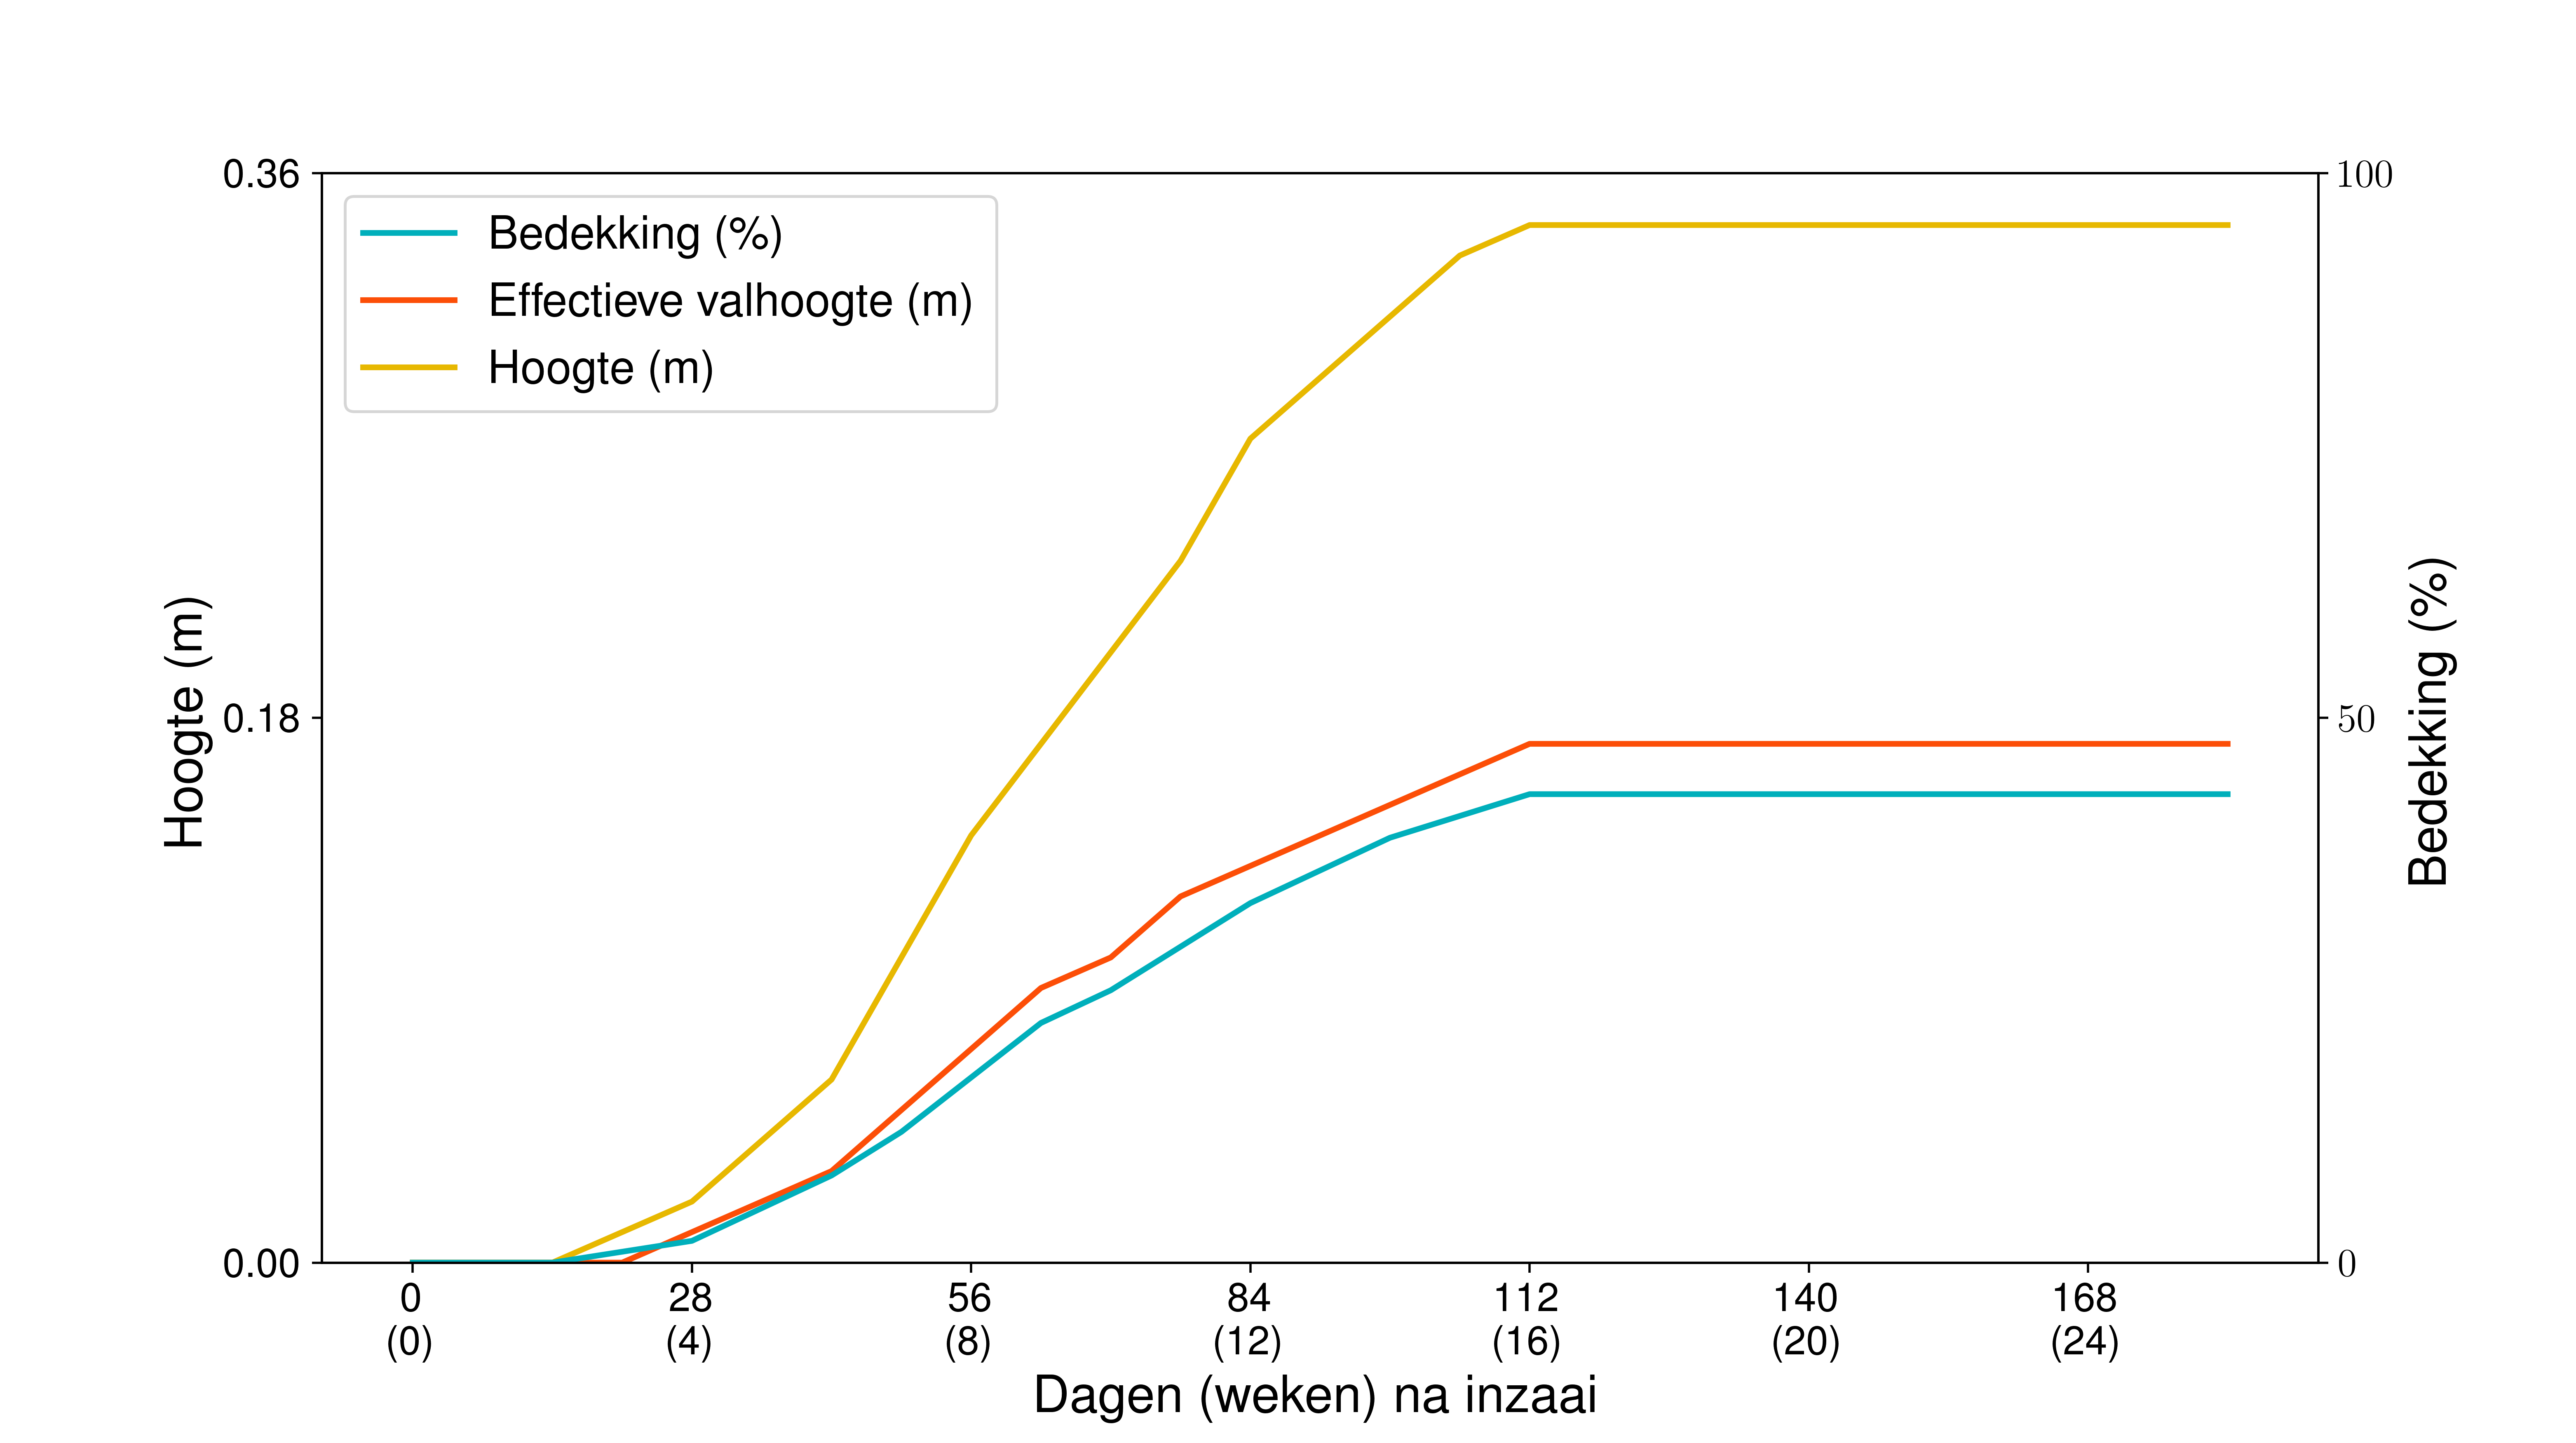 0.36
0.18
0.00
Hoogte (m)
Bedekking (%)
Effectieve valhoogte (m)
Hoogte (m)
100
50
0
Bedekking (%)
0 28 56 84 112 140 168
(0) (4) (8) (12) (16) (20) (24)
Dagen (weken) na inzaai